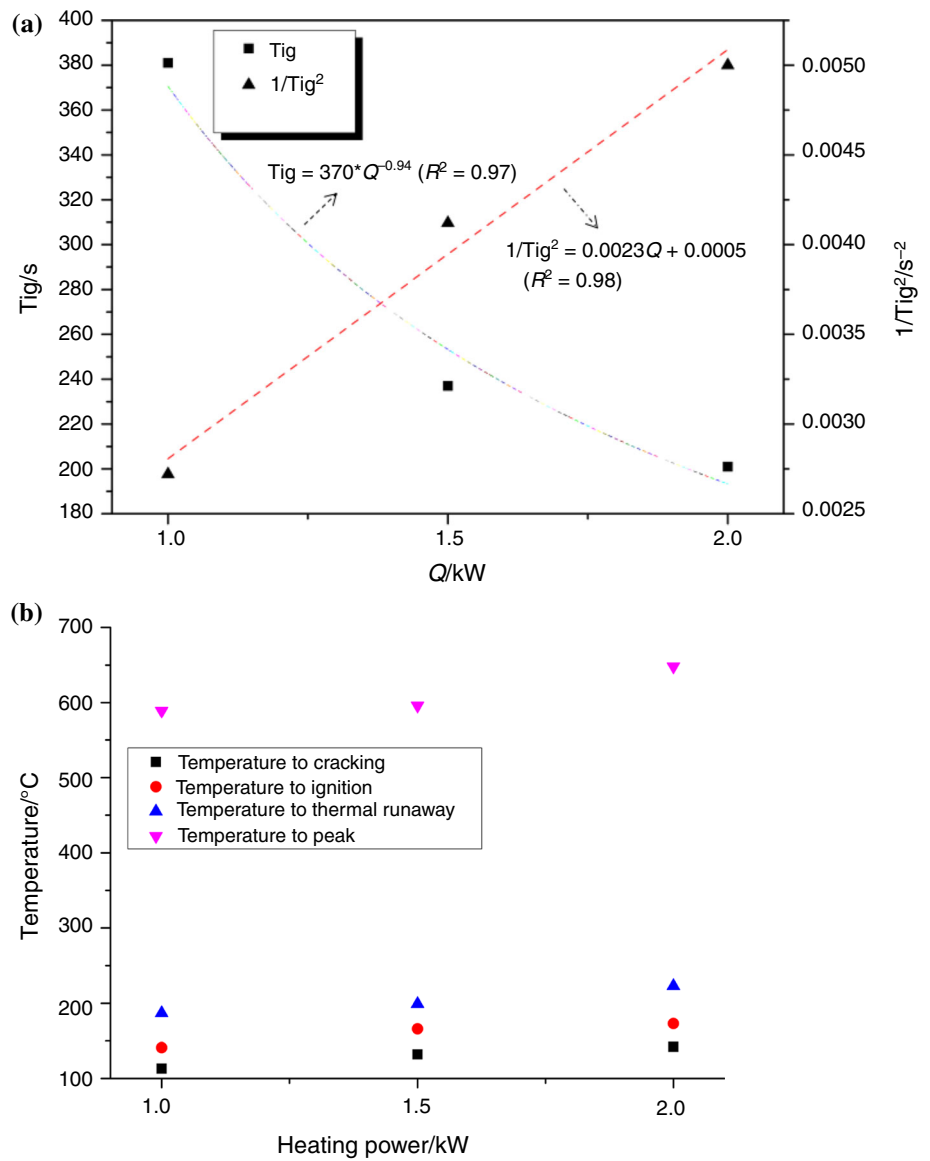 (a)
400
380
360
340
320
300
280
260
240
220
200
180
Tig/s
Tig
1/Tig²
Tig = 370*Q⁻⁰·⁹⁴ (R² = 0.97)
1/Tig² = 0.0023Q + 0.0005
(R² = 0.98)
0.0050
0.0045
0.0040
0.0035
0.0030
0.0025
1/Tig²/s⁻²
1.0 1.5 2.0
Q/kW
(b)
700
600
500
400
300
200
100
Temperature/°C
Temperature to cracking
Temperature to ignition
Temperature to thermal runaway
Temperature to peak
1.0 1.5 2.0
Heating power/kW